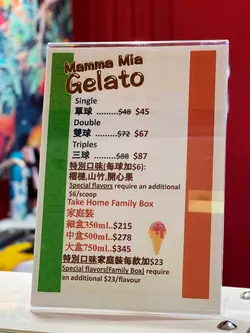 Mamma Mia
Gelato
Single
單球 .........$48 $45
Double
雙球 .........$72 $67
Triples
三球 .........$88 $87
特別口味(每球加$6):
榴槤,山竹,開心果
Special flavors require an additional
$6/scoop
Take Home Family Box
家庭裝
細盒350ml..$215
中盒500ml..$278
大盒750ml..$345
特別口味家庭裝每款加$23
Special flavors(Family Box) require
an additional $23/flavour